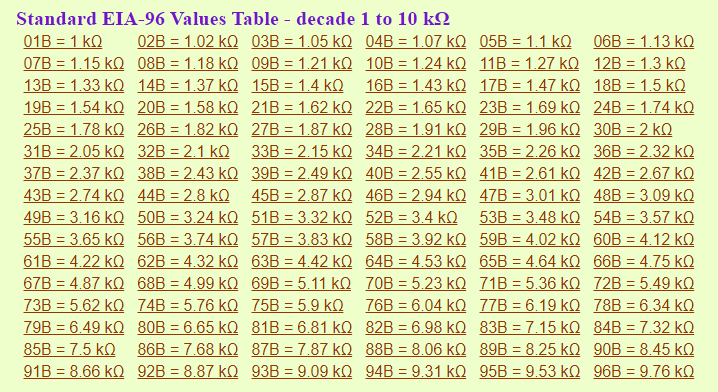 Standard EIA-96 Values Table - decade 1 to 10 kΩ
01B = 1 kΩ 02B = 1.02 kΩ 03B = 1.05 kΩ 04B = 1.07 kΩ 05B = 1.1 kΩ 06B = 1.13 kΩ
07B = 1.15 kΩ 08B = 1.18 kΩ 09B = 1.21 kΩ 10B = 1.24 kΩ 11B = 1.27 kΩ 12B = 1.3 kΩ
13B = 1.33 kΩ 14B = 1.37 kΩ 15B = 1.4 kΩ 16B = 1.43 kΩ 17B = 1.47 kΩ 18B = 1.5 kΩ
19B = 1.54 kΩ 20B = 1.58 kΩ 21B = 1.62 kΩ 22B = 1.65 kΩ 23B = 1.69 kΩ 24B = 1.74 kΩ
25B = 1.78 kΩ 26B = 1.82 kΩ 27B = 1.87 kΩ 28B = 1.91 kΩ 29B = 1.96 kΩ 30B = 2 kΩ
31B = 2.05 kΩ 32B = 2.1 kΩ 33B = 2.15 kΩ 34B = 2.21 kΩ 35B = 2.26 kΩ 36B = 2.32 kΩ
37B = 2.37 kΩ 38B = 2.43 kΩ 39B = 2.49 kΩ 40B = 2.55 kΩ 41B = 2.61 kΩ 42B = 2.67 kΩ
43B = 2.74 kΩ 44B = 2.8 kΩ 45B = 2.87 kΩ 46B = 2.94 kΩ 47B = 3.01 kΩ 48B = 3.09 kΩ
49B = 3.16 kΩ 50B = 3.24 kΩ 51B = 3.32 kΩ 52B = 3.4 kΩ 53B = 3.48 kΩ 54B = 3.57 kΩ
55B = 3.65 kΩ 56B = 3.74 kΩ 57B = 3.83 kΩ 58B = 3.92 kΩ 59B = 4.02 kΩ 60B = 4.12 kΩ
61B = 4.22 kΩ 62B = 4.32 kΩ 63B = 4.42 kΩ 64B = 4.53 kΩ 65B = 4.64 kΩ 66B = 4.75 kΩ
67B = 4.87 kΩ 68B = 4.99 kΩ 69B = 5.11 kΩ 70B = 5.23 kΩ 71B = 5.36 kΩ 72B = 5.49 kΩ
73B = 5.62 kΩ 74B = 5.76 kΩ 75B = 5.9 kΩ 76B = 6.04 kΩ 77B = 6.19 kΩ 78B = 6.34 kΩ
79B = 6.49 kΩ 80B = 6.65 kΩ 81B = 6.81 kΩ 82B = 6.98 kΩ 83B = 7.15 kΩ 84B = 7.32 kΩ
85B = 7.5 kΩ 86B = 7.68 kΩ 87B = 7.87 kΩ 88B = 8.06 kΩ 89B = 8.25 kΩ 90B = 8.45 kΩ
91B = 8.66 kΩ 92B = 8.87 kΩ 93B = 9.09 kΩ 94B = 9.31 kΩ 95B = 9.53 kΩ 96B = 9.76 kΩ